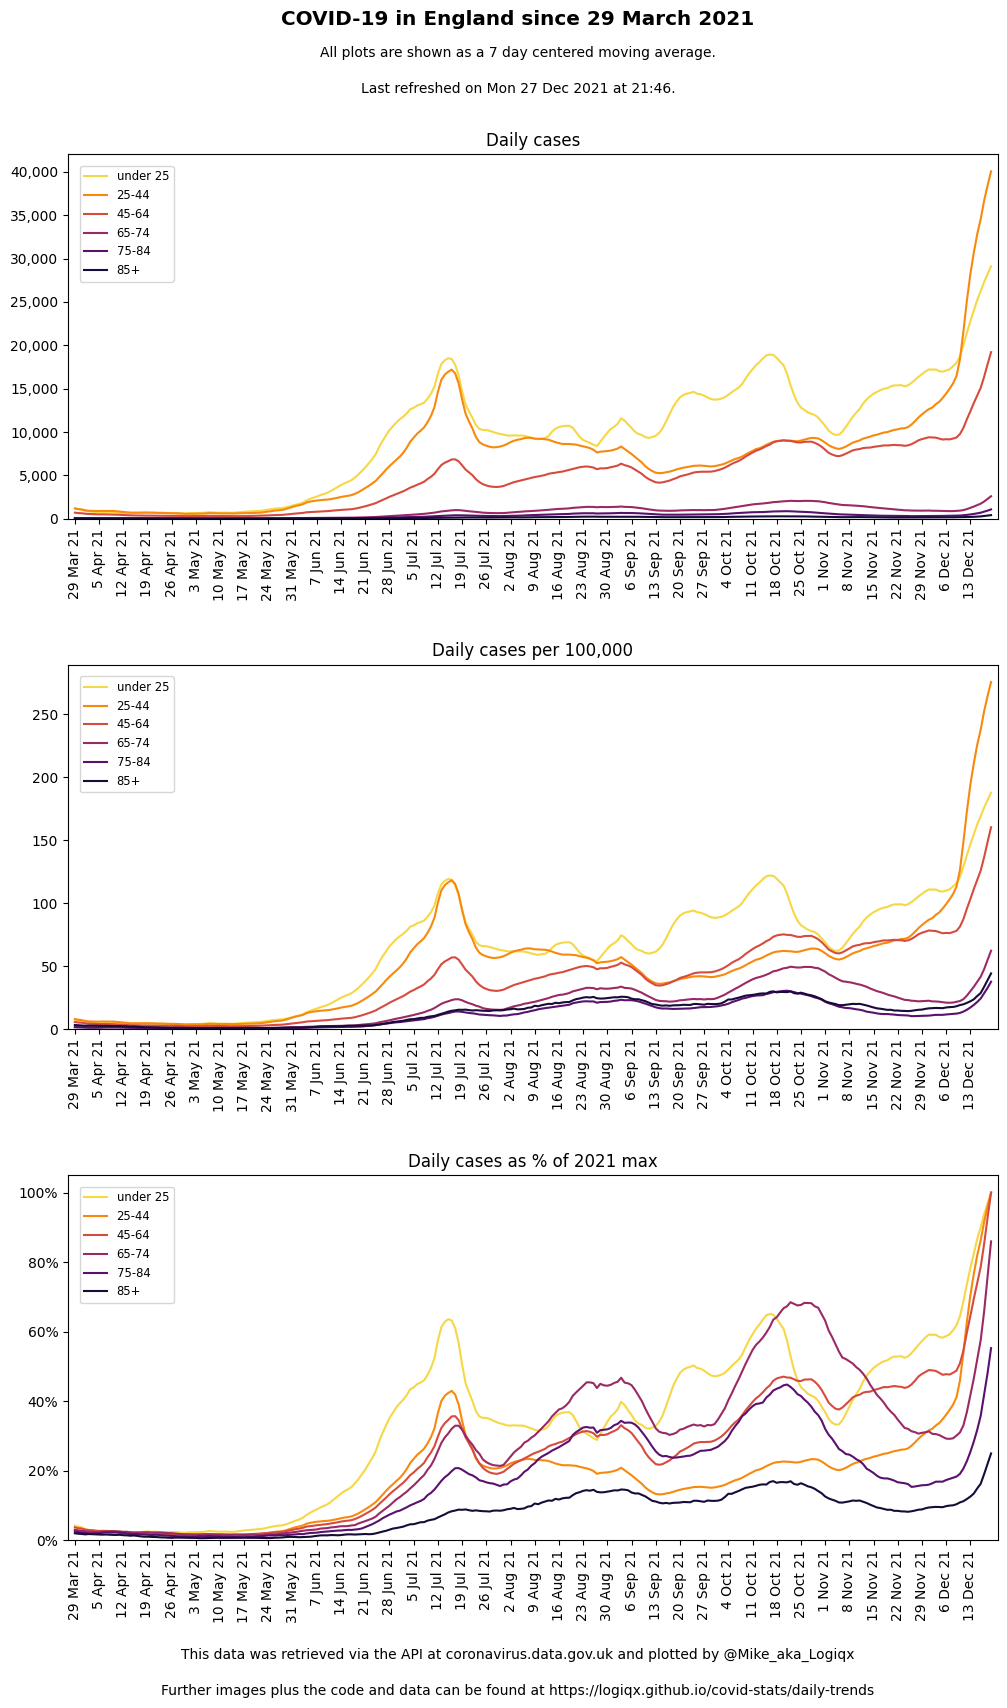 COVID-19 in England since 29 March 2021
All plots are shown as a 7 day centered moving average.
Last refreshed on Mon 27 Dec 2021 at 21:46.
Daily cases
40,000
35,000
30,000
25,000
20,000
15,000
10,000
5,000
0
under 25
25-44
45-64
65-74
75-84
85+
29 Mar 21
5 Apr 21
12 Apr 21
19 Apr 21
26 Apr 21
3 May 21
10 May 21
17 May 21
24 May 21
31 May 21
7 Jun 21
14 Jun 21
21 Jun 21
28 Jun 21
5 Jul 21
12 Jul 21
19 Jul 21
26 Jul 21
2 Aug 21
9 Aug 21
16 Aug 21
23 Aug 21
30 Aug 21
6 Sep 21
13 Sep 21
20 Sep 21
27 Sep 21
4 Oct 21
11 Oct 21
18 Oct 21
25 Oct 21
1 Nov 21
8 Nov 21
15 Nov 21
22 Nov 21
29 Nov 21
6 Dec 21
13 Dec 21
Daily cases per 100,000
250
200
150
100
50
0
under 25
25-44
45-64
65-74
75-84
85+
29 Mar 21
5 Apr 21
12 Apr 21
19 Apr 21
26 Apr 21
3 May 21
10 May 21
17 May 21
24 May 21
31 May 21
7 Jun 21
14 Jun 21
21 Jun 21
28 Jun 21
5 Jul 21
12 Jul 21
19 Jul 21
26 Jul 21
2 Aug 21
9 Aug 21
16 Aug 21
23 Aug 21
30 Aug 21
6 Sep 21
13 Sep 21
20 Sep 21
27 Sep 21
4 Oct 21
11 Oct 21
18 Oct 21
25 Oct 21
1 Nov 21
8 Nov 21
15 Nov 21
22 Nov 21
29 Nov 21
6 Dec 21
13 Dec 21
Daily cases as % of 2021 max
100%
80%
60%
40%
20%
0%
under 25
25-44
45-64
65-74
75-84
85+
29 Mar 21
5 Apr 21
12 Apr 21
19 Apr 21
26 Apr 21
3 May 21
10 May 21
17 May 21
24 May 21
31 May 21
7 Jun 21
14 Jun 21
21 Jun 21
28 Jun 21
5 Jul 21
12 Jul 21
19 Jul 21
26 Jul 21
2 Aug 21
9 Aug 21
16 Aug 21
23 Aug 21
30 Aug 21
6 Sep 21
13 Sep 21
20 Sep 21
27 Sep 21
4 Oct 21
11 Oct 21
18 Oct 21
25 Oct 21
1 Nov 21
8 Nov 21
15 Nov 21
22 Nov 21
29 Nov 21
6 Dec 21
13 Dec 21
This data was retrieved via the API at coronavirus.data.gov.uk and plotted by @Mike_aka_Logiqx
Further images plus the code and data can be found at https://logiqx.github.io/covid-stats/daily-trends